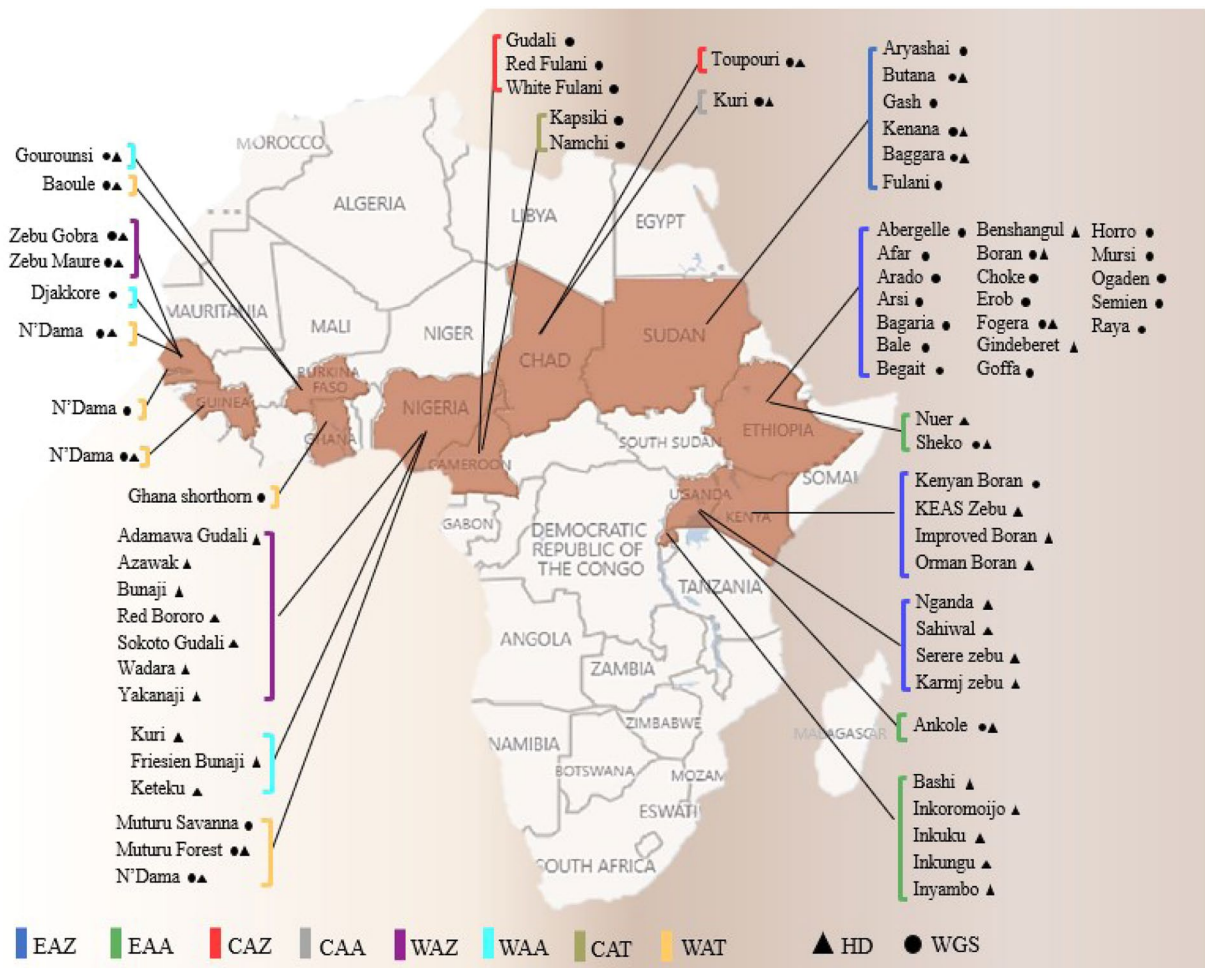 Gudali ●
Red Fulani ●
White Fulani ●
Kapsiki ●
Namchi ●
Toupouri ●▲
Kuri ●▲
Aryashai ●
Butana ●▲
Gash ●
Kenana ●▲
Baggara ●▲
Fulani ●
Gourounsi ●▲
Baoule ●▲
Zebu Gobra ●▲
Zebu Maure ●▲
Djakkore ●
N'Dama ●▲
N'Dama ●
N'Dama ●▲
Ghana shorthorn ●
Abergelle ● Benshangul ▲ Horro ●
Afar ● Boran ●▲ Mursi ●
Arado ● Choke ● Ogaden ●
Arsi ● Erob ● Semien ●
Bagaria ● Fogera ●▲ Raya ●
Bale ● Gindeberet ▲
Begait ● Goffa ●
Nuer ▲
Sheko ●▲
Kenyan Boran ●
KEAS Zebu ▲
Improved Boran ▲
Orman Boran ▲
Nganda ▲
Sahiwal ▲
Serere zebu ▲
Karmj zebu ▲
Ankole ●▲
Bashi ▲
Inkoromoijo ▲
Inkuku ▲
Inkungu ▲
Inyambo ▲
Adamawa Gudali ▲
Azawak ▲
Bunaji ▲
Red Bororo ▲
Sokoto Gudali ▲
Wadara ▲
Yakanaji ▲
Kuri ▲
Friesien Bunaji ▲
Keteku ▲
Muturu Savanna ●
Muturu Forest ●▲
N'Dama ●▲
MOROCCO
ALGERIA
LIBYA
EGYPT
MAURITANIA
MALI
NIGER
CHAD
SUDAN
BURKINA
FASO
GUINEA
GHANA
NIGERIA
CAMEROON
SOUTH SUDAN
ETHIOPIA
SOMAI
UGANDA
KENYA
GABON
DEMOCRATIC
REPUBLIC OF
THE CONGO
TANZANIA
ANGOLA
ZAMBIA
ZIMBABWE
NAMIBIA
BOTSWANA
MOZAM
MADAGASCAR
ESWATI
SOUTH AFRICA
EAZ EAA CAZ CAA WAZ WAA CAT WAT ▲ HD ● WGS